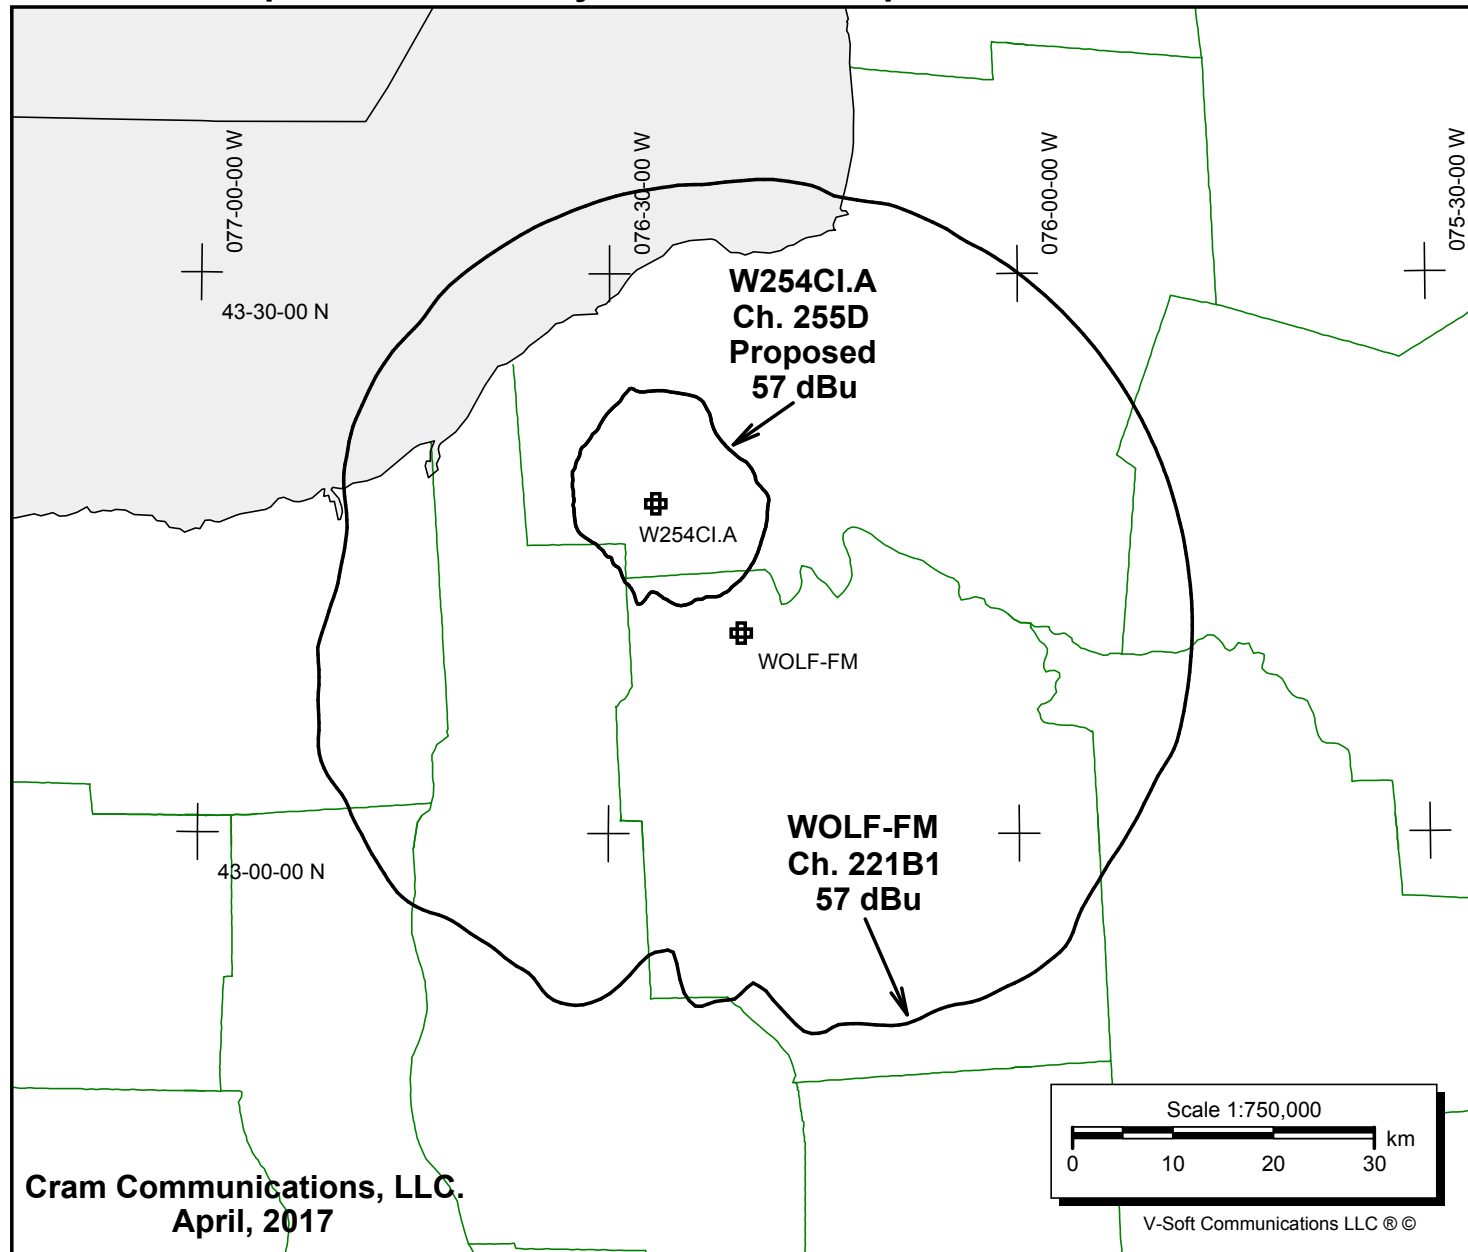 077-00-00 W
076-30-00 W
076-00-00 W
075-30-00 W
43-30-00 N
W254CI.A
Ch. 255D
Proposed
57 dBu
W254CI.A
WOLF-FM
WOLF-FM
Ch. 221B1
57 dBu
43-00-00 N
Scale 1:750,000
km
0 10 20 30
Cram Communications, LLC.
April, 2017
V-Soft Communications LLC ® ©